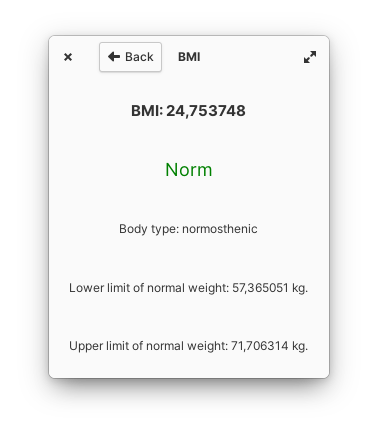 Back BMI
BMI: 24,753748
Norm
Body type: normosthenic
Lower limit of normal weight: 57,365051 kg.
Upper limit of normal weight: 71,706314 kg.